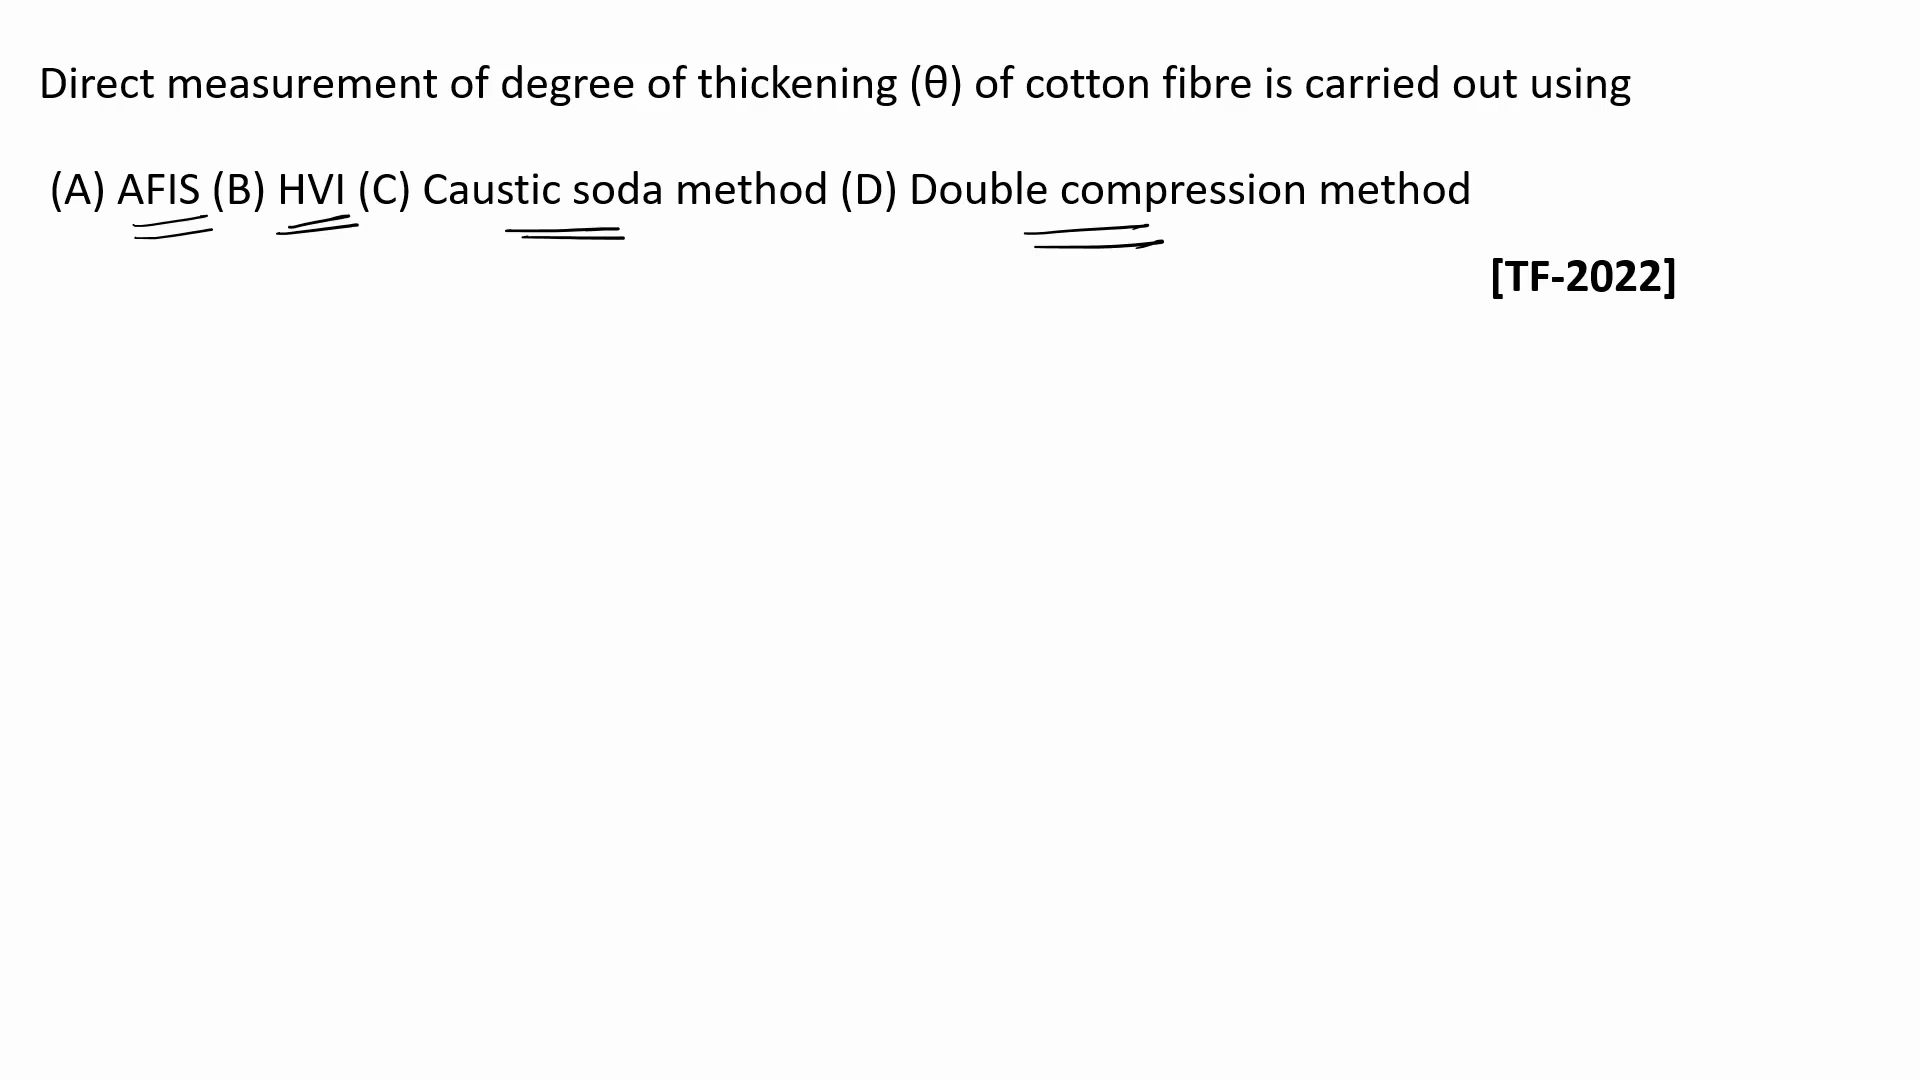 Direct measurement of degree of thickening (θ) of cotton fibre is carried out using
(A) AFIS (B) HVI (C) Caustic soda method (D) Double compression method
[TF-2022]